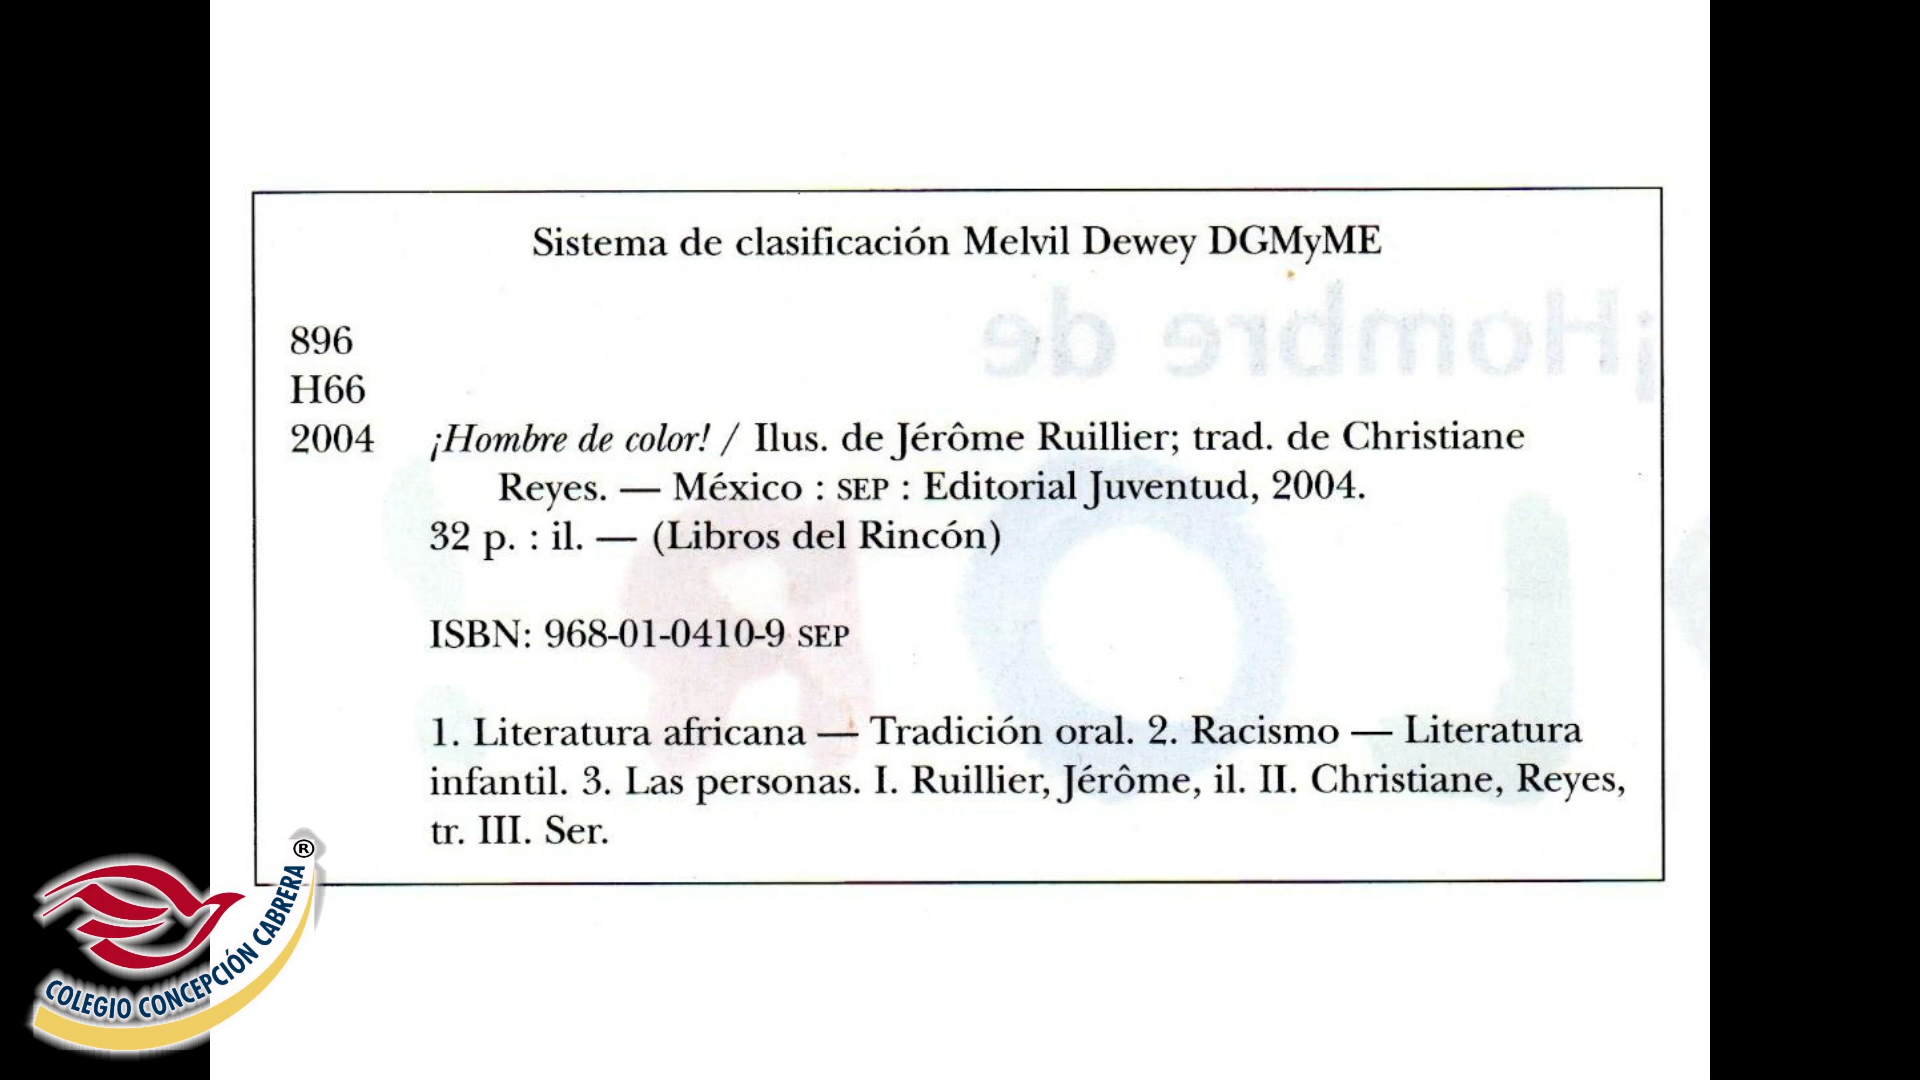 Sistema de clasificación Melvil Dewey DGMyME
¡Hombre de
896
H66
2004 ¡Hombre de color! / Ilus. de Jérôme Ruillier; trad. de Christiane
Reyes. — México : SEP : Editorial Juventud, 2004.
32 p. : il. — (Libros del Rincón)
LOR!
ISBN: 968-01-0410-9 SEP
1. Literatura africana — Tradición oral. 2. Racismo — Literatura
infantil. 3. Las personas. I. Ruillier, Jérôme, il. II. Christiane, Reyes,
tr. III. Ser.
COLEGIO CONCEPCIÓN CABRERA ®